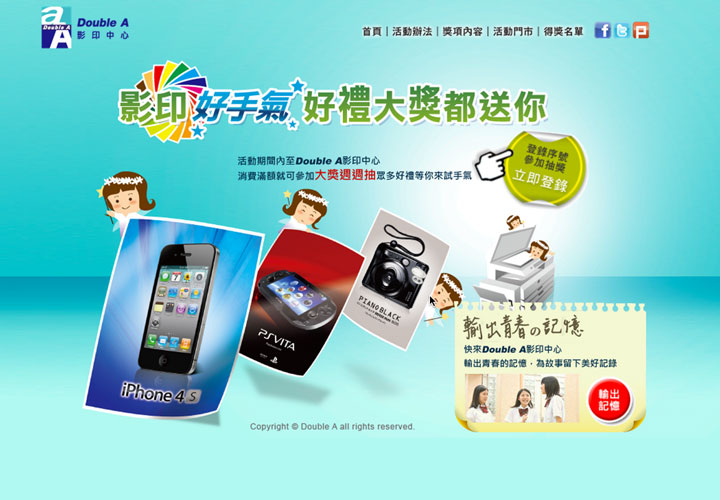 Double A
Double A
影印中心
首頁 | 活動辦法 | 獎項內容 | 活動門市 | 得獎名單
影印好手氣 好禮大獎都送你
活動期間內至Double A影印中心
消費滿額就可參加大獎週週抽眾多好禮等你來試手氣
登錄序號
參加抽獎
立即登錄
iPhone 4S
PSVITA
PIANO BLACK
輸出青春の記憶
快來Double A影印中心
輸出青春的記憶，為故事留下美好記錄
輸出
記憶
Copyright © Double A all rights reserved.